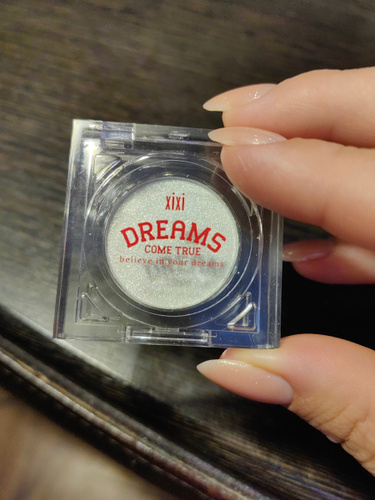 xixi
DREAMS
COME TRUE
believe in your dreams